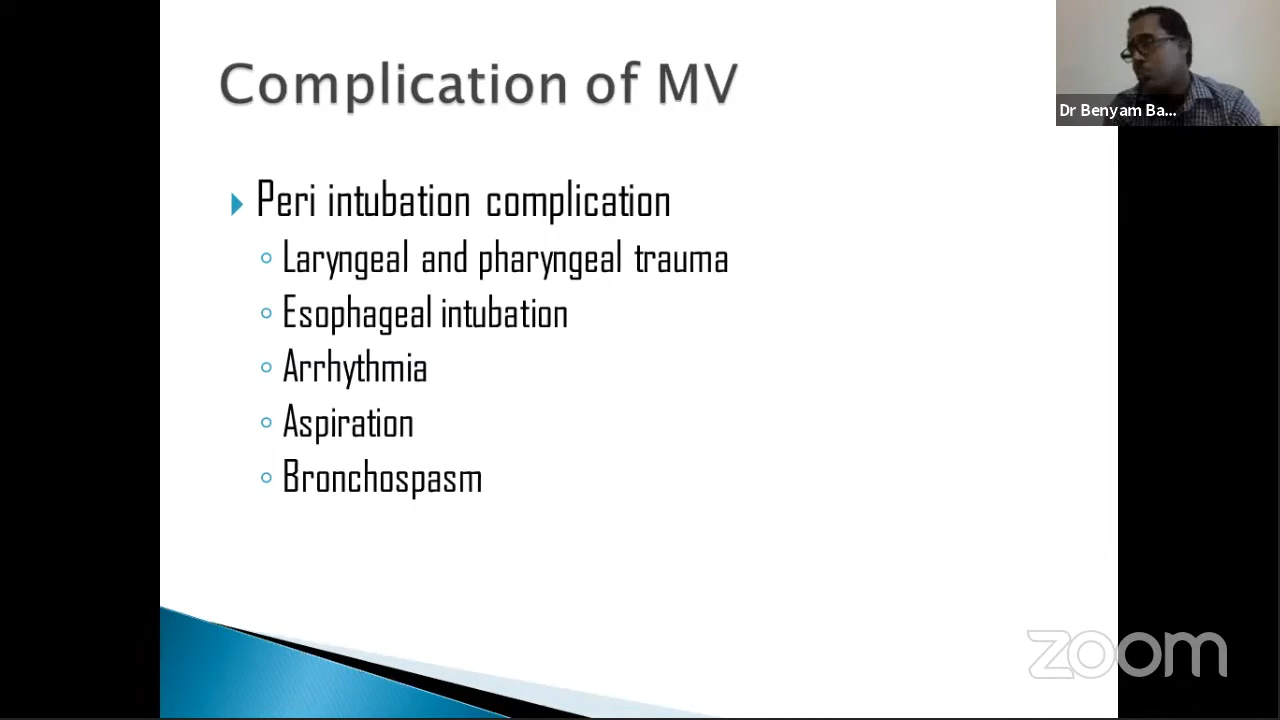 Complication of MV
Dr Benyam Ba...
Peri intubation complication
Laryngeal and pharyngeal trauma
Esophageal intubation
Arrhythmia
Aspiration
Bronchospasm
zoom